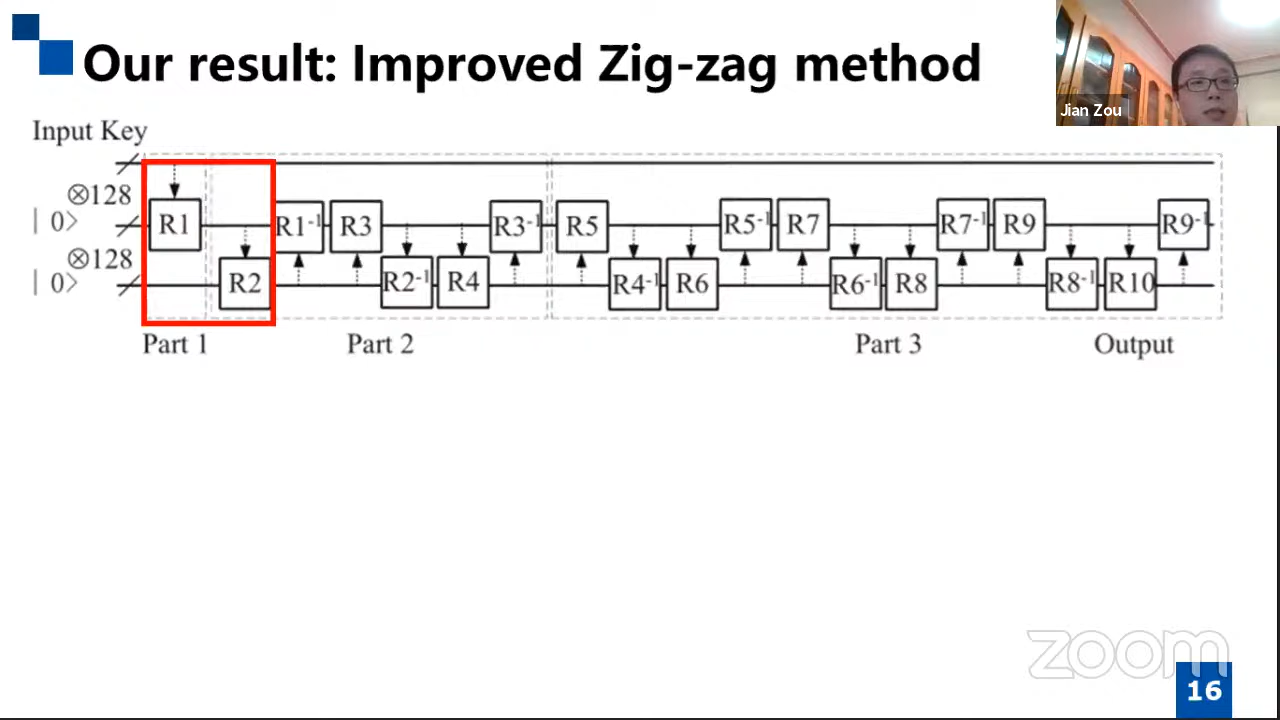 Our result: Improved Zig-zag method
Jian Zou
Input Key
⊗128
| 0⟩
⊗128
| 0⟩
R1 R1⁻¹ R3 R3⁻¹ R5 R5⁻¹ R7 R7⁻¹ R9 R9⁻¹
R2 R2⁻¹ R4 R4⁻¹ R6 R6⁻¹ R8 R8⁻¹ R10
Part 1 Part 2 Part 3 Output
zoom
16